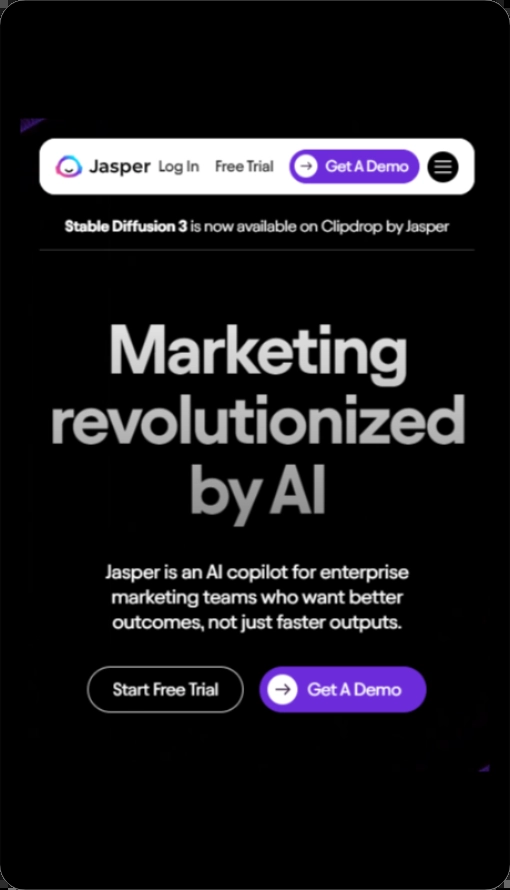 Jasper Log In Free Trial Get A Demo
Stable Diffusion 3 is now available on Clipdrop by Jasper
Marketing
revolutionized
by AI
Jasper is an AI copilot for enterprise
marketing teams who want better
outcomes, not just faster outputs.
Start Free Trial Get A Demo